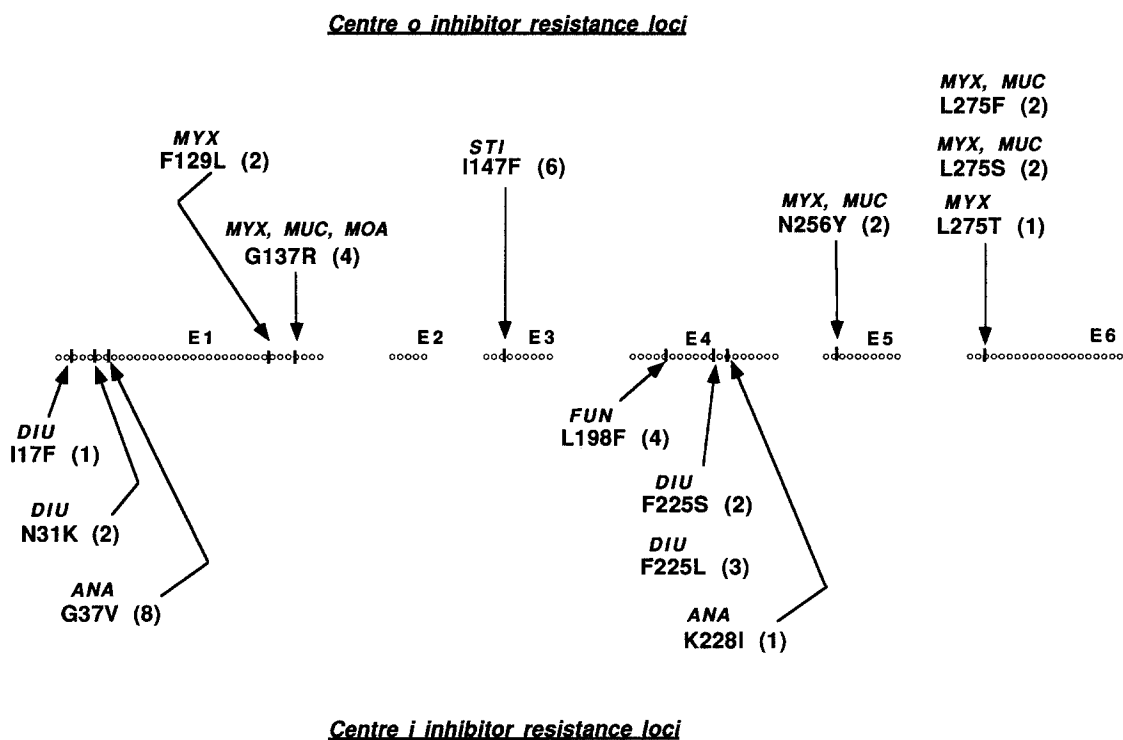 Centre o inhibitor resistance loci
MYX, MUC
L275F (2)
MYX
F129L (2)
STI
I147F (6)
MYX, MUC
L275S (2)
MYX, MUC
N256Y (2)
MYX
L275T (1)
MYX, MUC, MOA
G137R (4)
E1
E2
E3
E4
E5
E6
DIU
I17F (1)
FUN
L198F (4)
DIU
N31K (2)
DIU
F225S (2)
DIU
F225L (3)
ANA
G37V (8)
ANA
K228I (1)
Centre i inhibitor resistance loci